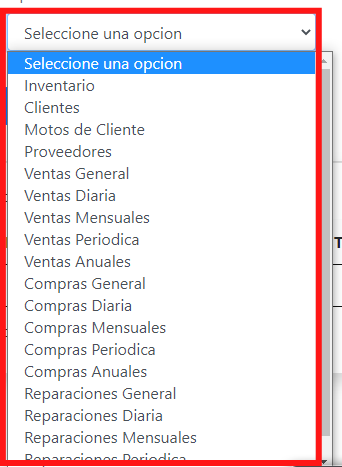 Seleccione una opcion
Seleccione una opcion
Inventario
Clientes
Motos de Cliente
Proveedores
Ventas General
Ventas Diaria
Ventas Mensuales
Ventas Periodica
Ventas Anuales
Compras General
Compras Diaria
Compras Mensuales
Compras Periodica
Compras Anuales
Reparaciones General
Reparaciones Diaria
Reparaciones Mensuales
Reparaciones Periodica